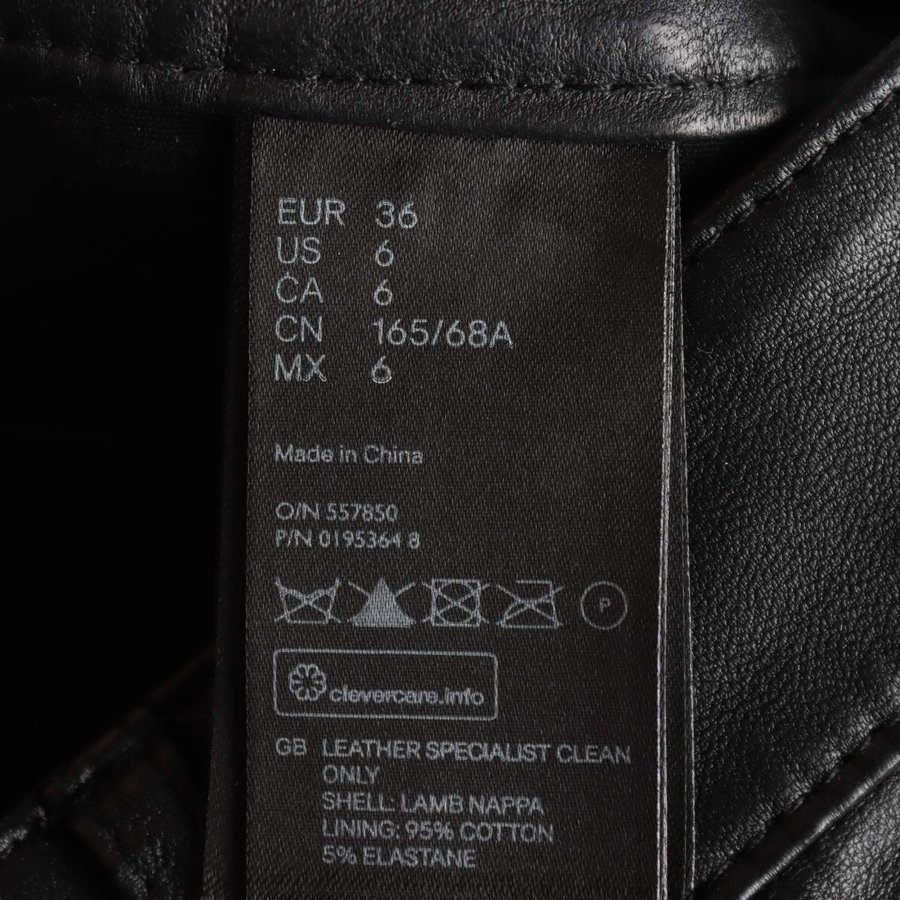 EUR 36
US 6
CA 6
CN 165/68A
MX 6
Made in China
O/N 557850
P/N 0195364 8
P
clevercare.info
GB LEATHER SPECIALIST CLEAN
ONLY
SHELL: LAMB NAPPA
LINING: 95% COTTON
5% ELASTANE